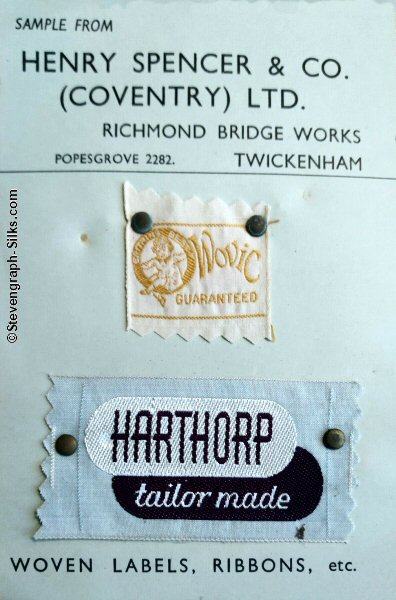 SAMPLE FROM
HENRY SPENCER & CO.
(COVENTRY) LTD.
RICHMOND BRIDGE WORKS
POPESGROVE 2282. TWICKENHAM
WOVIC
GUARANTEED
HARTHORP
tailor made
WOVEN LABELS, RIBBONS, etc.
©Stevengraph-Silks.com